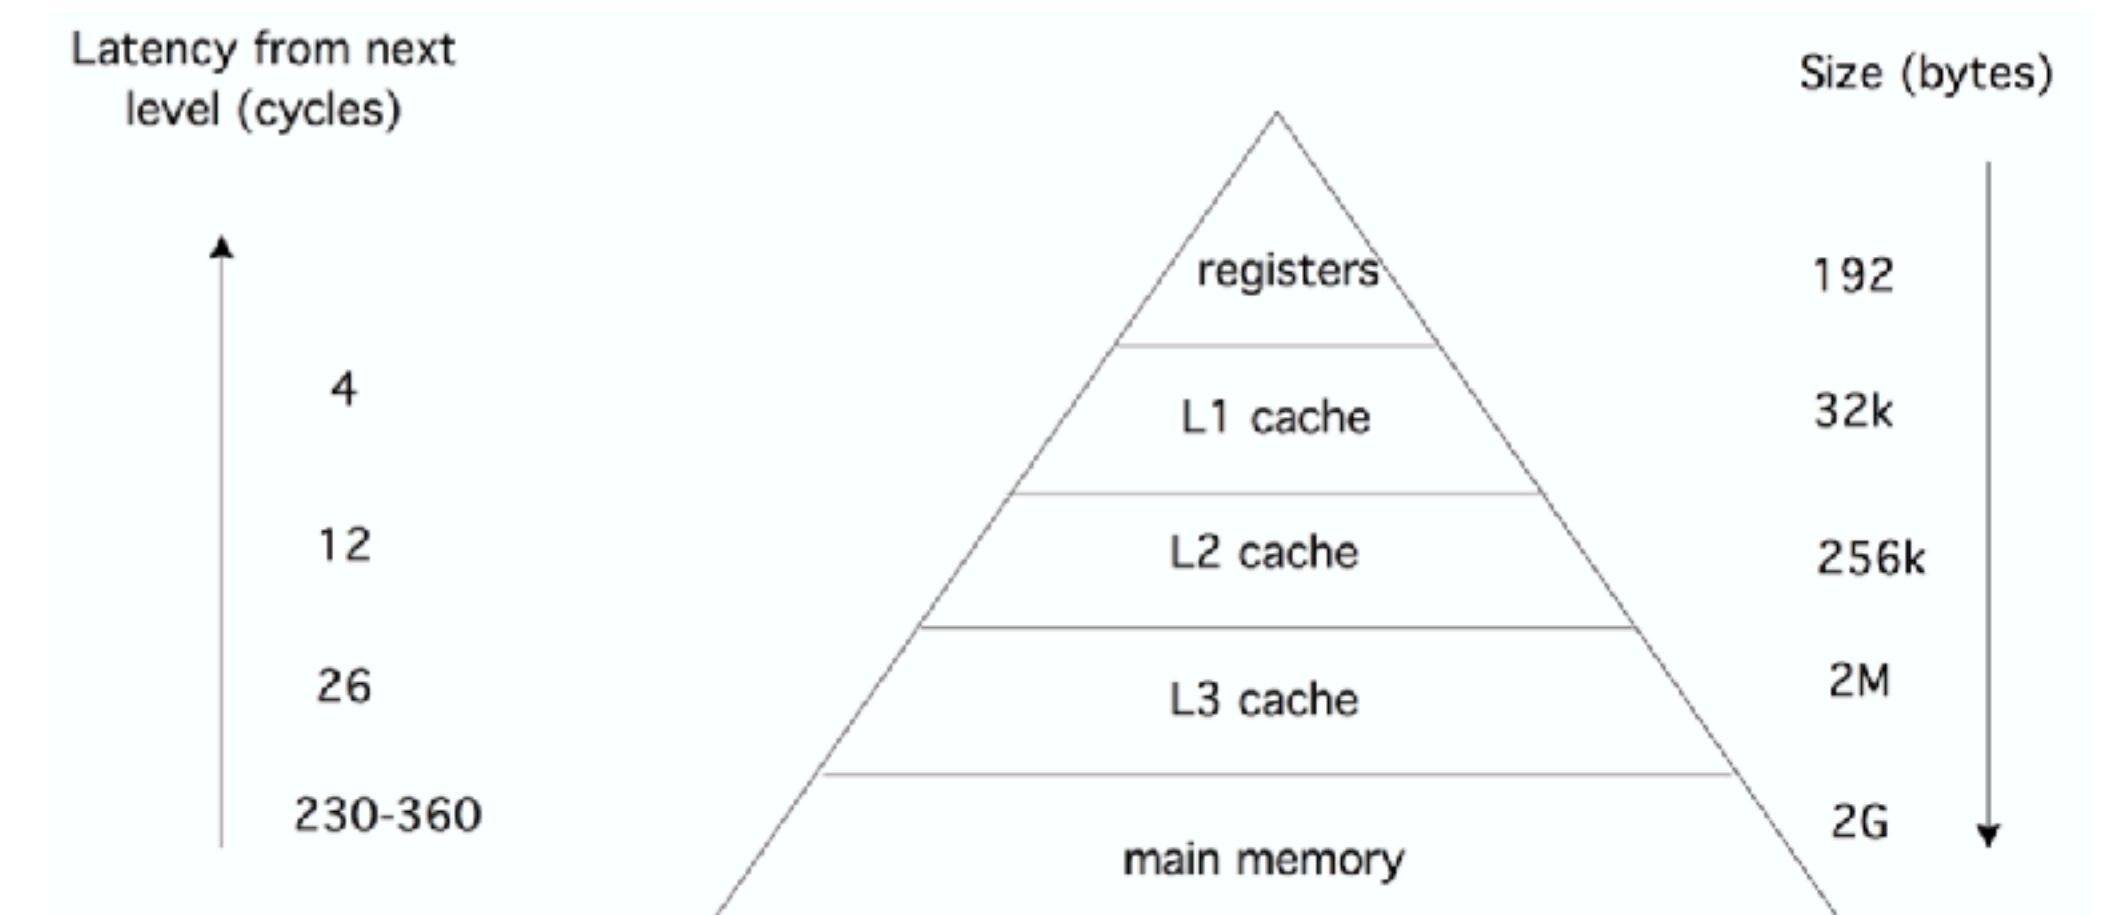 Latency from next
level (cycles)
Size (bytes)
registers
192
4
L1 cache
32k
12
L2 cache
256k
26
L3 cache
2M
230-360
main memory
2G